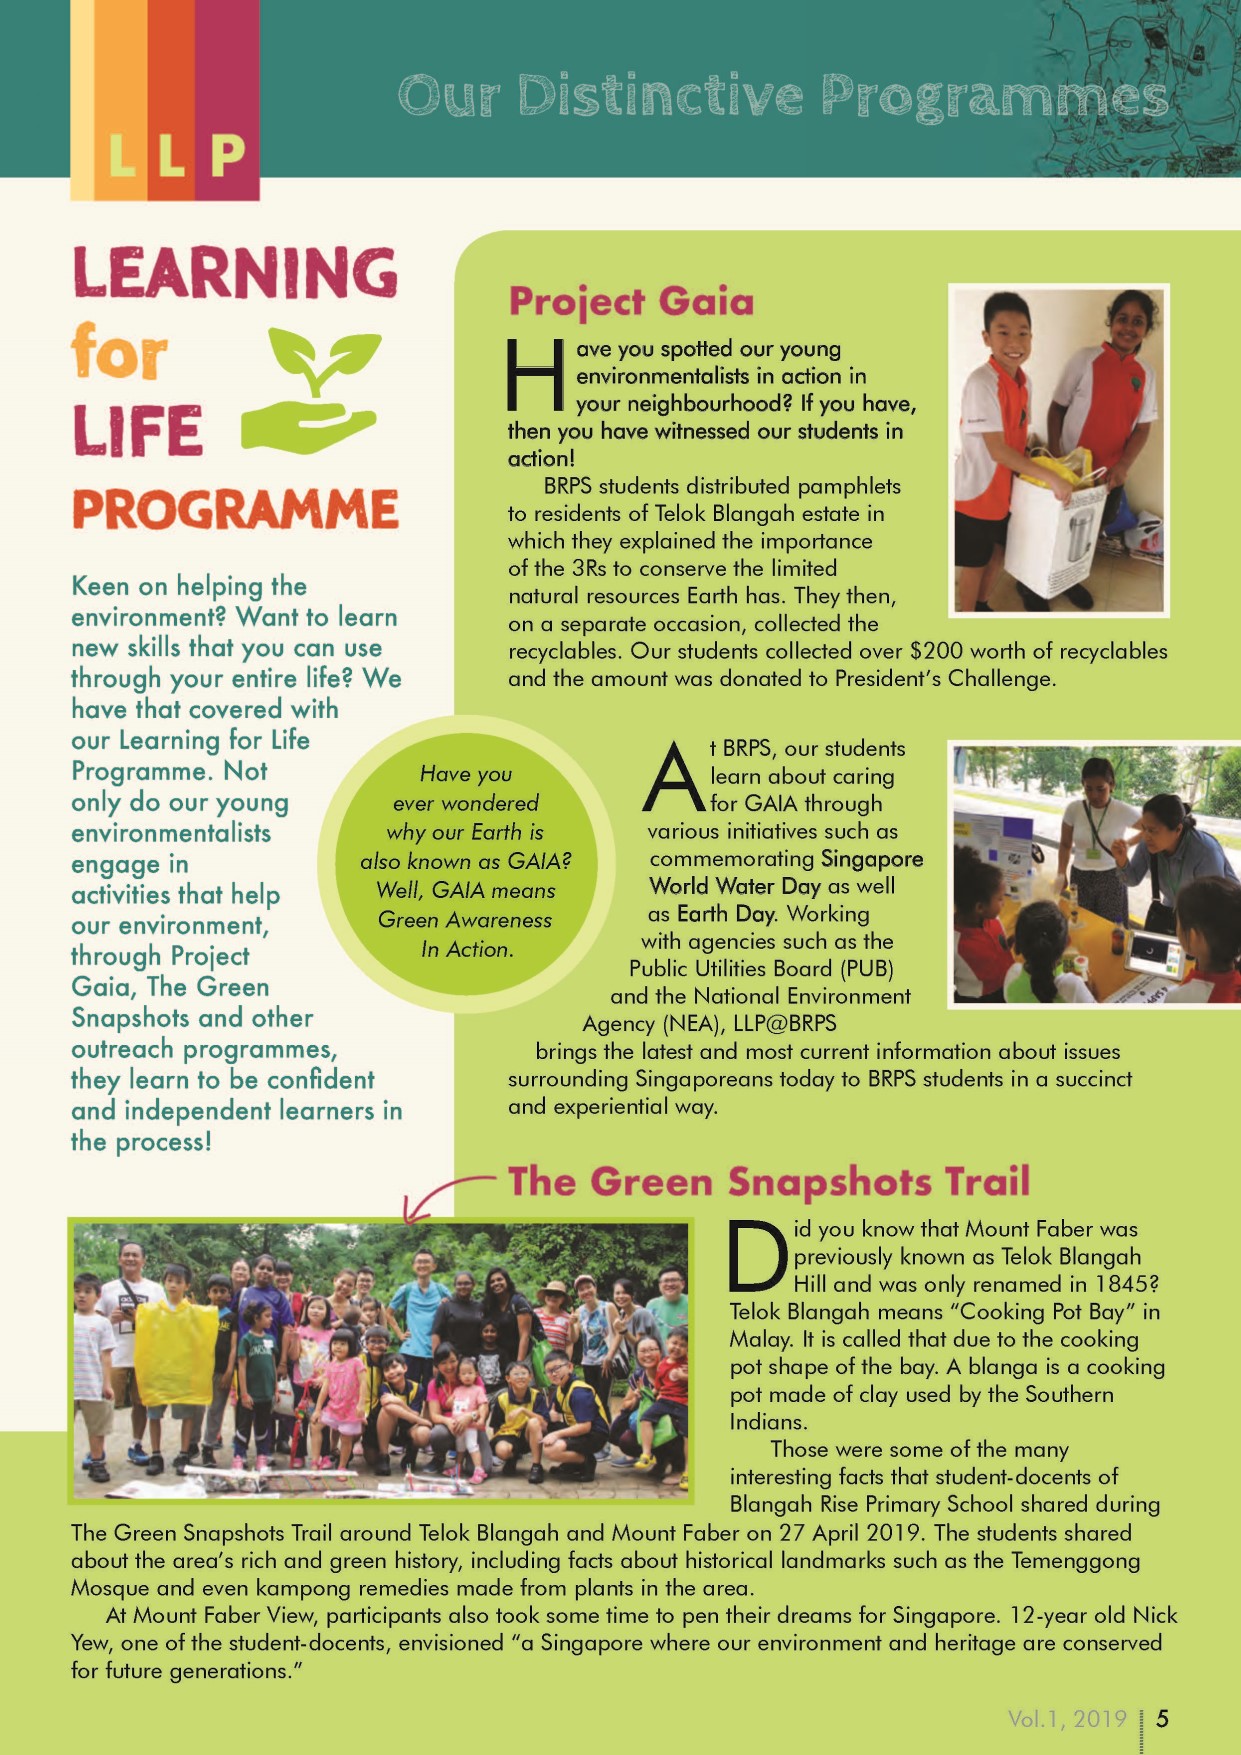 Our Distinctive Programmes
LLP
LEARNING
for
LIFE
PROGRAMME
Keen on helping the
environment? Want to learn
new skills that you can use
through your entire life? We
have that covered with
our Learning for Life
Programme. Not
only do our young
environmentalists
engage in
activities that help
our environment,
through Project
Gaia, The Green
Snapshots and other
outreach programmes,
they learn to be confident
and independent learners in
the process!
Project Gaia
Have you spotted our young
environmentalists in action in
your neighbourhood? If you have,
then you have witnessed our students in
action!
BRPS students distributed pamphlets
to residents of Telok Blangah estate in
which they explained the importance
of the 3Rs to conserve the limited
natural resources Earth has. They then,
on a separate occasion, collected the
recyclables. Our students collected over $200 worth of recyclables
and the amount was donated to President’s Challenge.
Have you
ever wondered
why our Earth is
also known as GAIA?
Well, GAIA means
Green Awareness
In Action.
At BRPS, our students
learn about caring
for GAIA through
various initiatives such as
commemorating Singapore
World Water Day as well
as Earth Day. Working
with agencies such as the
Public Utilities Board (PUB)
and the National Environment
Agency (NEA), LLP@BRPS
brings the latest and most current information about issues
surrounding Singaporeans today to BRPS students in a succinct
and experiential way.
The Green Snapshots Trail
Did you know that Mount Faber was
previously known as Telok Blangah
Hill and was only renamed in 1845?
Telok Blangah means “Cooking Pot Bay” in
Malay. It is called that due to the cooking
pot shape of the bay. A blanga is a cooking
pot made of clay used by the Southern
Indians.
Those were some of the many
interesting facts that student-docents of
Blangah Rise Primary School shared during
The Green Snapshots Trail around Telok Blangah and Mount Faber on 27 April 2019. The students shared
about the area’s rich and green history, including facts about historical landmarks such as the Temenggong
Mosque and even kampong remedies made from plants in the area.
At Mount Faber View, participants also took some time to pen their dreams for Singapore. 12-year old Nick
Yew, one of the student-docents, envisioned “a Singapore where our environment and heritage are conserved
for future generations.”
Vol.1, 2019 5